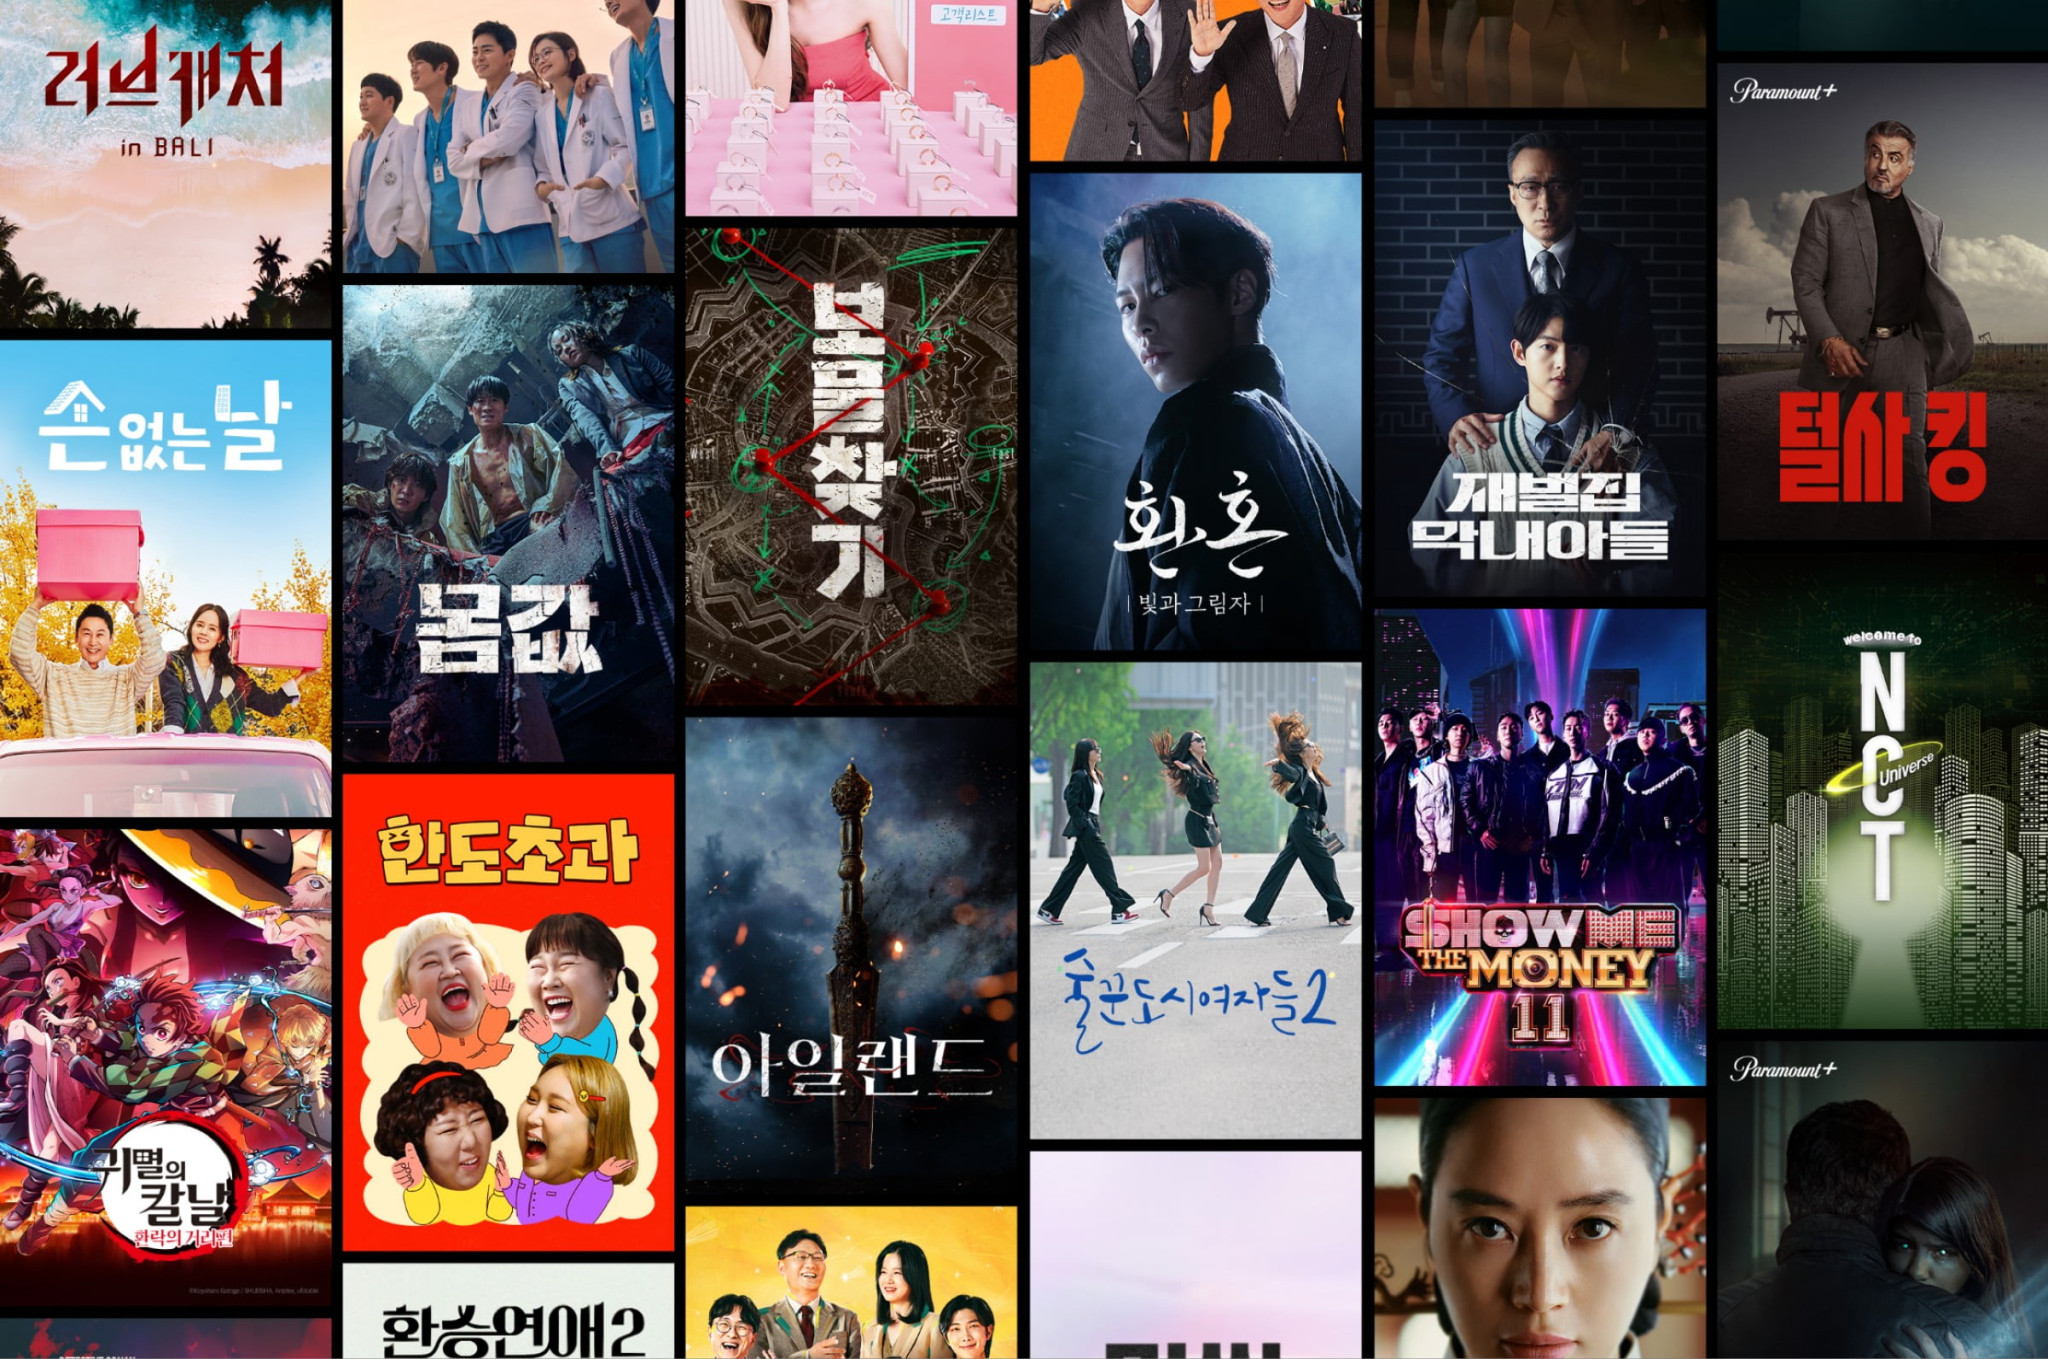 러브캐처
in BALI
손 없는 날
귀멸의
칼날
환락의 거리편
몸값
한도초과
환승연애2
고객리스트
보물찾기
West
East
아일랜드
환혼
빛과 그림자
술꾼도시여자들2
재벌집
막내아들
SHOW ME
THE MONEY
11
Paramount+
털사 킹
welcome to
NCT
Universe
Paramount+